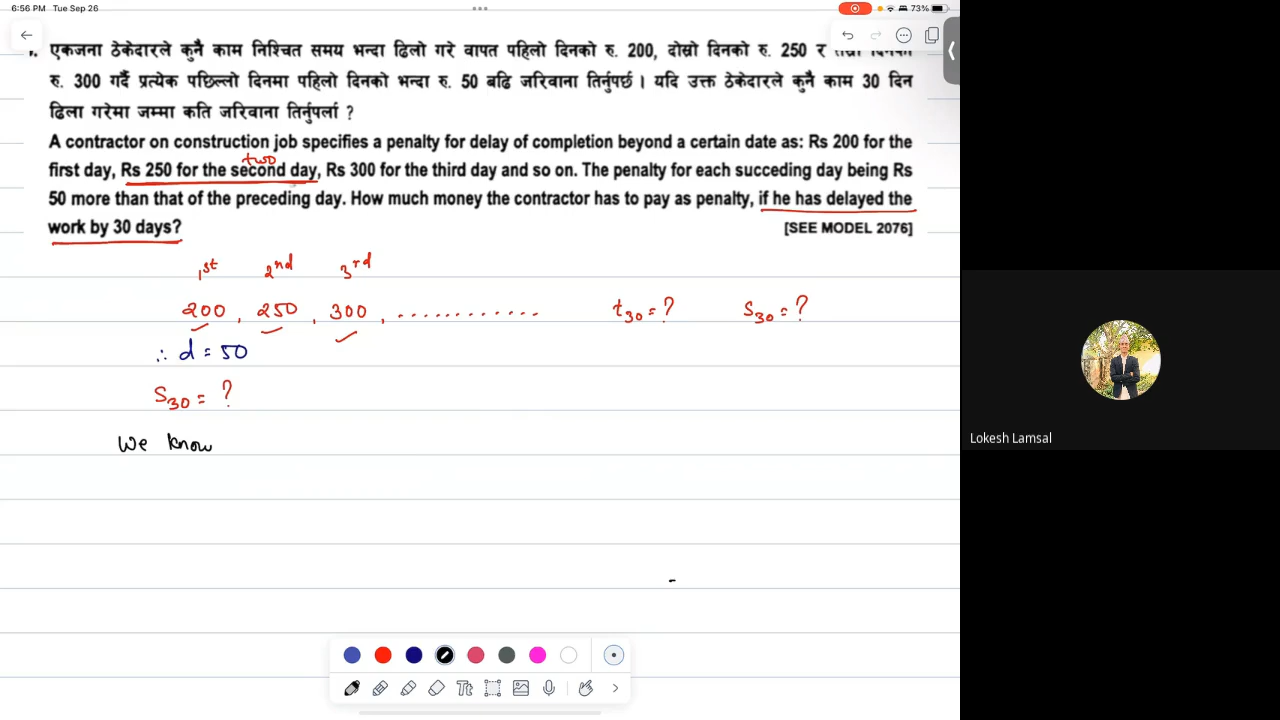 6:56 PM Tue Sep 26
73%
एकजना ठेकेदारले कुनै काम निश्चित समय भन्दा ढिलो गरे वापत पहिलो दिनको रु. 200, दोस्रो दिनको रु. 250 र
रु. 300 गर्दै प्रत्येक पछिल्लो दिनमा पहिलो दिनको भन्दा रु. 50 बढि जरिवाना तिर्नुपर्छ । यदि उक्त ठेकेदारले कुनै काम 30 दिन
ढिला गरेमा जम्मा कति जरिवाना तिर्नुपर्ला ?
A contractor on construction job specifies a penalty for delay of completion beyond a certain date as: Rs 200 for the
two
first day, Rs 250 for the second day, Rs 300 for the third day and so on. The penalty for each succeding day being Rs
50 more than that of the preceding day. How much money the contractor has to pay as penalty, if he has delayed the
work by 30 days? [SEE MODEL 2076]
1st 2nd 3rd
200, 250, 300, ............ t30 = ? S30 = ?
∴ d = 50
S30 = ?
We know
Tt
Lokesh Lamsal